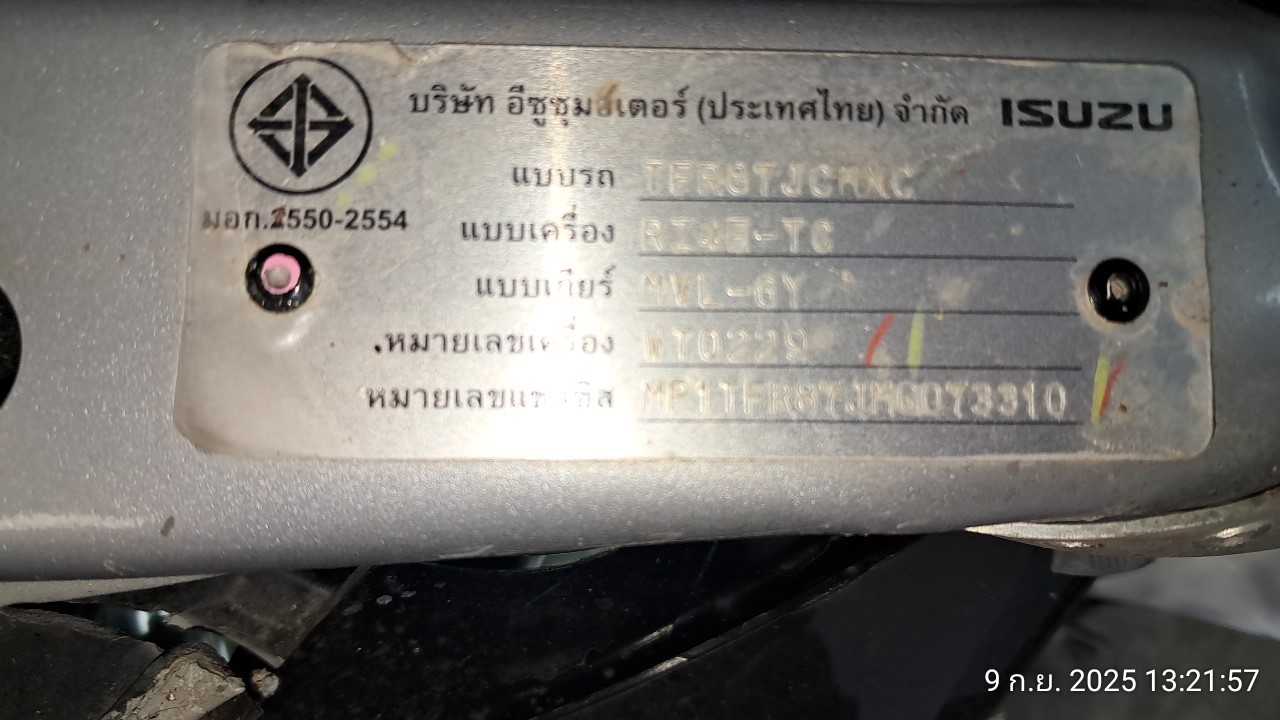 บริษัท อีซูซุมอเตอร์ (ประเทศไทย) จำกัด ISUZU
มอก.2550-2554
แบบรถ TFR87JCMNC
แบบเครื่อง RZ4E-TC
แบบเกียร์ MVL-6Y
.หมายเลขเครื่อง WT0229
หมายเลขแชสซิส MP1TFR87JMG073310
9 ก.ย. 2025 13:21:57